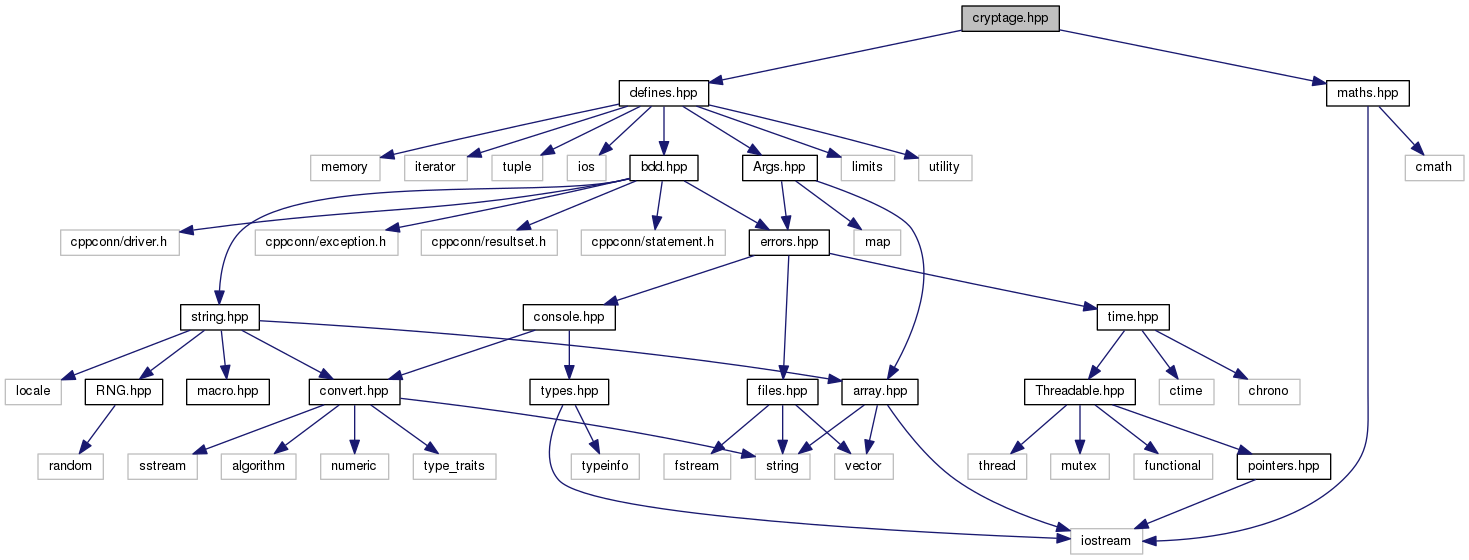 cryptage.hpp
defines.hpp
maths.hpp
memory
iterator
tuple
ios
bdd.hpp
Args.hpp
limits
utility
cmath
cppconn/driver.h
cppconn/exception.h
cppconn/resultset.h
cppconn/statement.h
errors.hpp
map
string.hpp
console.hpp
time.hpp
locale
RNG.hpp
macro.hpp
convert.hpp
types.hpp
files.hpp
array.hpp
Threadable.hpp
ctime
chrono
random
sstream
algorithm
numeric
type_traits
typeinfo
fstream
string
vector
thread
mutex
functional
pointers.hpp
iostream